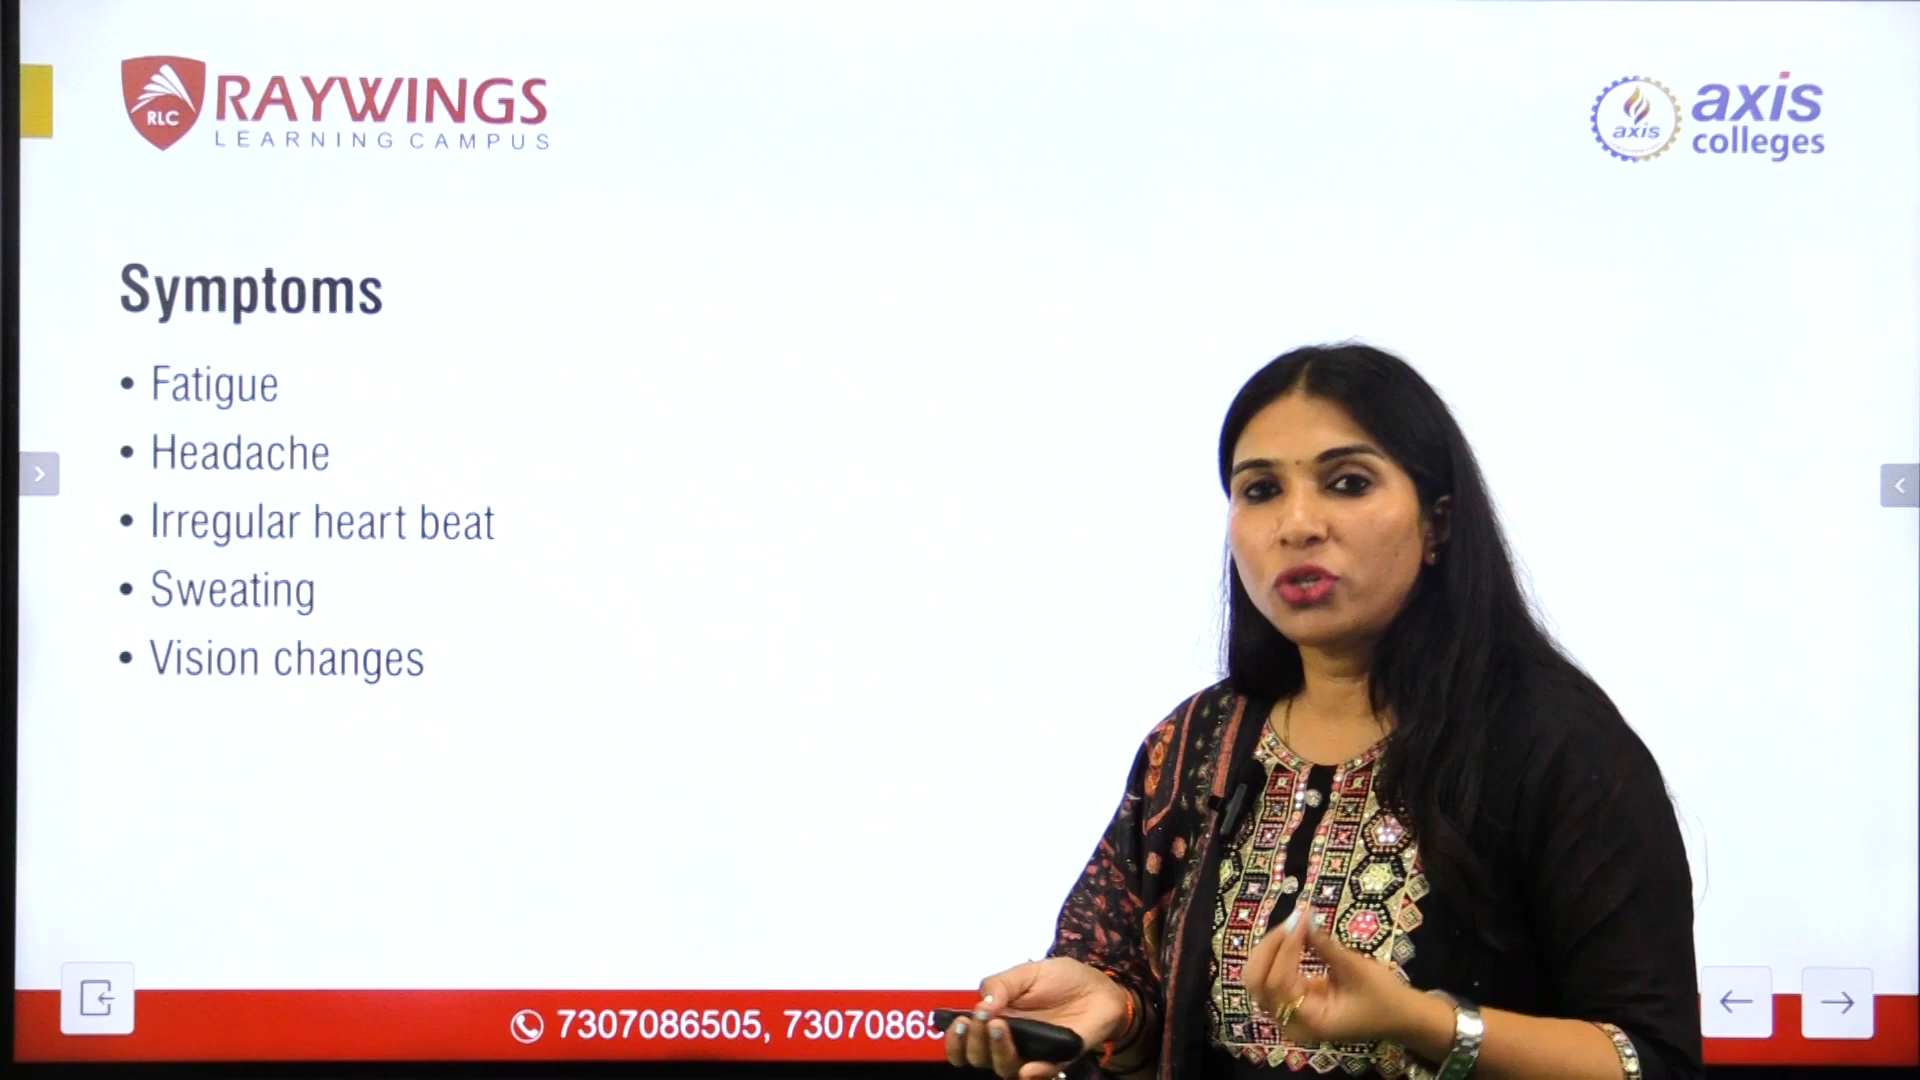 RLC
RAYWINGS
LEARNING CAMPUS
axis
axis
colleges
Symptoms
• Fatigue
• Headache
• Irregular heart beat
• Sweating
• Vision changes
7307086505, 73070865